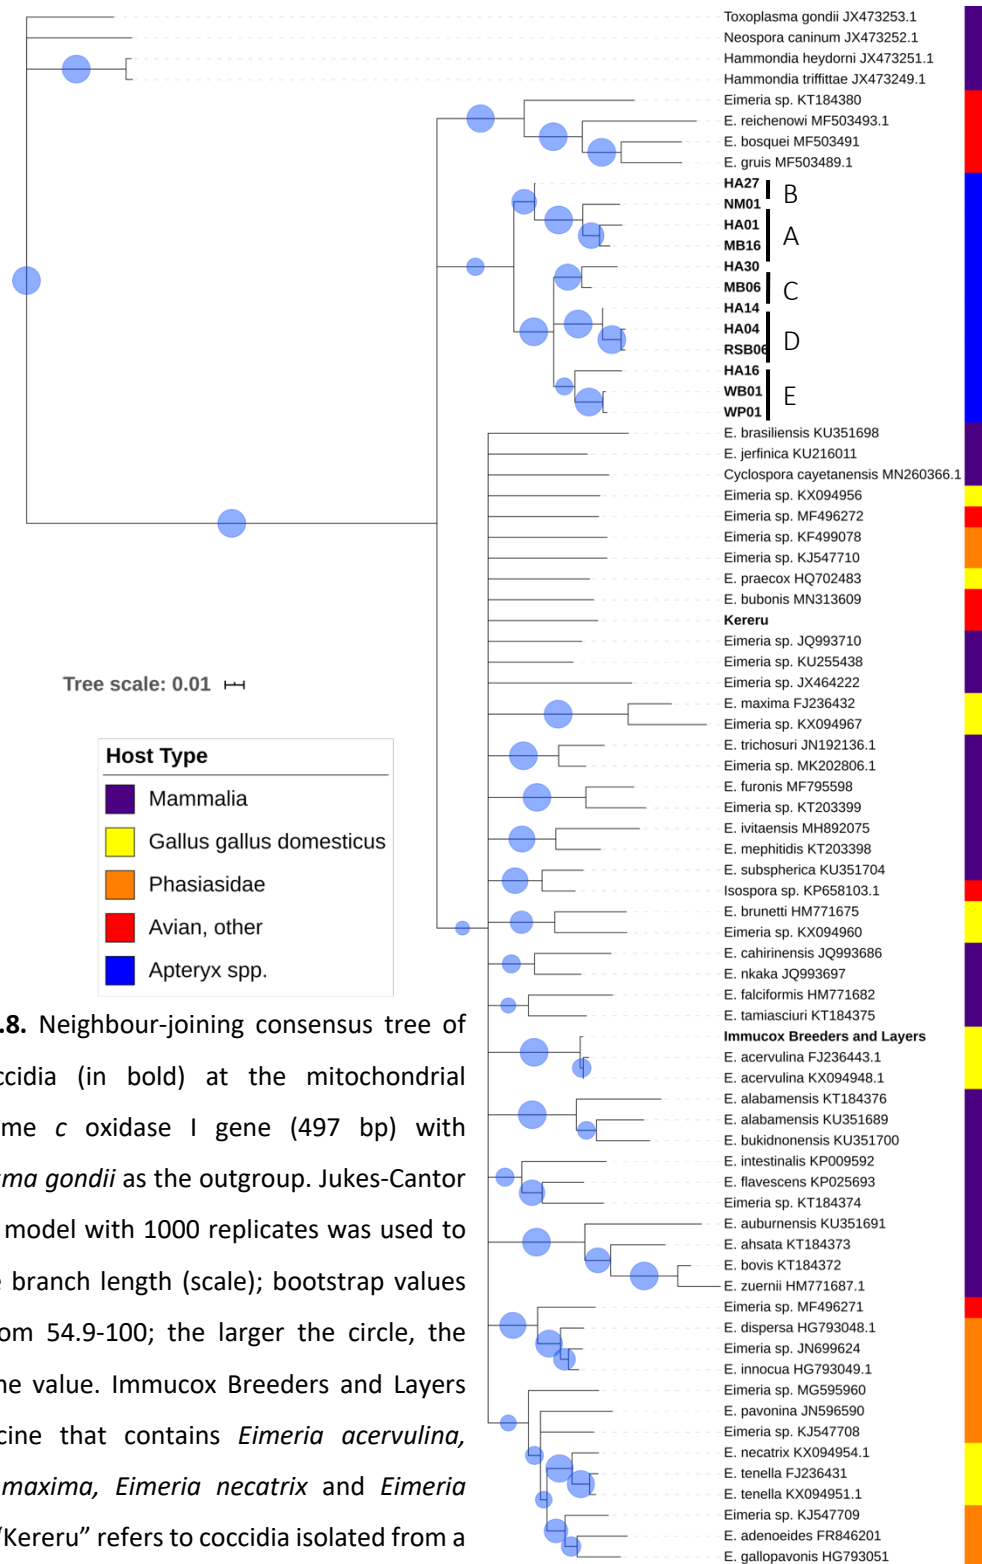 Toxoplasma gondii JX473253.1
Neospora caninum JX473252.1
Hammondia heydorni JX473251.1
Hammondia triffittae JX473249.1
Eimeria sp. KT184380
E. reichenowi MF503493.1
E. bosquei MF503491
E. gruis MF503489.1
HA27
B
NM01
HA01
A
MB16
HA30
MB06
C
HA14
HA04
D
RSB06
HA16
WB01
E
WP01
E. brasiliensis KU351698
E. jerfinica KU216011
Cyclospora cayetanensis MN260366.1
Eimeria sp. KX094956
Eimeria sp. MF496272
Eimeria sp. KF499078
Eimeria sp. KJ547710
E. praecox HQ702483
E. bubonis MN313609
Kereru
Eimeria sp. JQ993710
Eimeria sp. KU255438
Eimeria sp. JX464222
E. maxima FJ236432
Eimeria sp. KX094967
E. trichosuri JN192136.1
Eimeria sp. MK202806.1
E. furonis MF795598
Eimeria sp. KT203399
E. ivitaensis MH892075
E. mephitidis KT203398
E. subspherica KU351704
Isospora sp. KP658103.1
E. brunetti HM771675
Eimeria sp. KX094960
E. cahirinensis JQ993686
E. nkaka JQ993697
E. falciformis HM771682
E. tamiasciuri KT184375
Immucox Breeders and Layers
E. acervulina FJ236443.1
E. acervulina KX094948.1
E. alabamensis KT184376
E. alabamensis KU351689
E. bukidnonensis KU351700
E. intestinalis KP009592
E. flavescens KP025693
Eimeria sp. KT184374
E. auburnensis KU351691
E. ahsata KT184373
E. bovis KT184372
E. zuernii HM771687.1
Eimeria sp. MF496271
E. dispersa HG793048.1
Eimeria sp. JN699624
E. innocua HG793049.1
Eimeria sp. MG595960
E. pavonina JN596590
Eimeria sp. KJ547708
E. necatrix KX094954.1
E. tenella FJ236431
E. tenella KX094951.1
Eimeria sp. KJ547709
E. adenoeides FR846201
E. gallopavonis HG793051
Tree scale: 0.01
Host Type
Mammalia
Gallus gallus domesticus
Phasiasidae
Avian, other
Apteryx spp.
.8. Neighbour-joining consensus tree of
ccidia (in bold) at the mitochondrial
me c oxidase I gene (497 bp) with
sma gondii as the outgroup. Jukes-Cantor
model with 1000 replicates was used to
e branch length (scale); bootstrap values
om 54.9-100; the larger the circle, the
he value. Immucox Breeders and Layers
cine that contains Eimeria acervulina,
maxima, Eimeria necatrix and Eimeria
"Kereru" refers to coccidia isolated from a